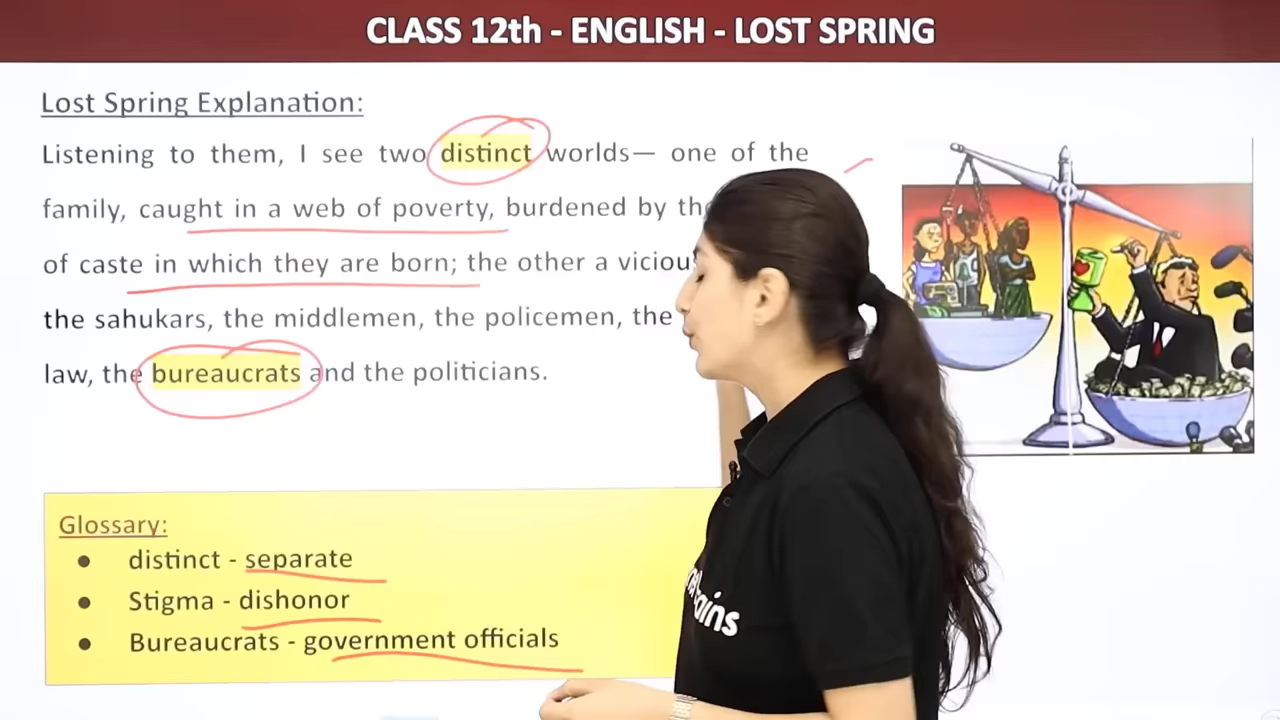 CLASS 12th - ENGLISH - LOST SPRING
Lost Spring Explanation:
Listening to them, I see two distinct worlds— one of the
family, caught in a web of poverty, burdened by
of caste in which they are born; the other a
the sahukars, the middlemen, the policemen, the
law, the bureaucrats and the politicians.
Glossary:
● distinct - separate
● Stigma - dishonor
● Bureaucrats - government officials